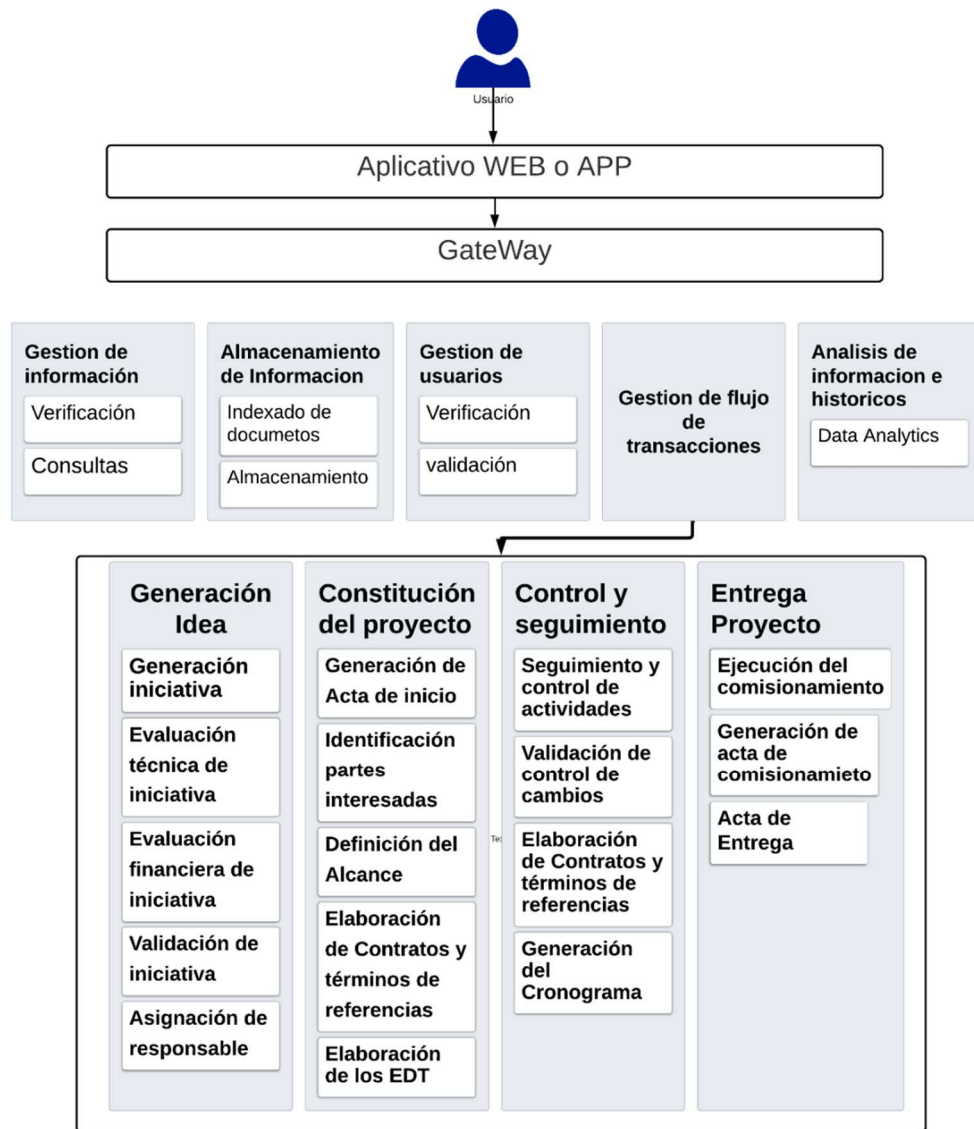 Usuario
Aplicativo WEB o APP
GateWay
Gestion de
información
Verificación
Consultas
Almacenamiento
de Informacion
Indexado de
documetos
Almacenamiento
Gestion de
usuarios
Verificación
validación
Gestion de flujo
de
transacciones
Analisis de
informacion e
historicos
Data Analytics
Generación
Idea
Generación
iniciativa
Evaluación
técnica de
iniciativa
Evaluación
financiera de
iniciativa
Validación de
iniciativa
Asignación de
responsable
Constitución
del proyecto
Generación de
Acta de inicio
Identificación
partes
interesadas
Definición del
Alcance
Elaboración
de Contratos y
términos de
referencias
Elaboración
de los EDT
Te
Control y
seguimiento
Seguimiento y
control de
actividades
Validación de
control de
cambios
Elaboración
de Contratos y
términos de
referencias
Generación
del
Cronograma
Entrega
Proyecto
Ejecución del
comisionamiento
Generación de
acta de
comisionamieto
Acta de
Entrega